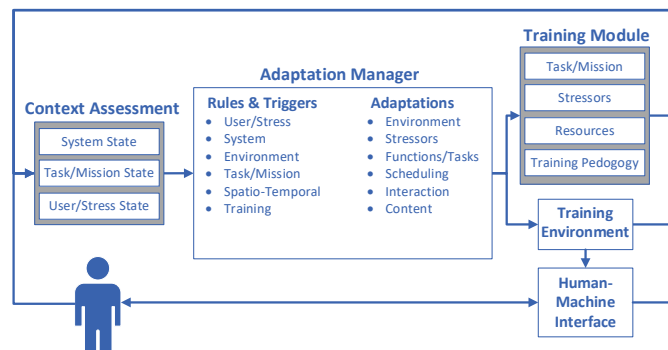 Training Module
Task/Mission
Stressors
Resources
Training Pedogogy
Adaptation Manager
Rules & Triggers
• User/Stress
• System
• Environment
• Task/Mission
• Spatio-Temporal
• Training
Adaptations
• Environment
• Stressors
• Functions/Tasks
• Scheduling
• Interaction
• Content
Context Assessment
System State
Task/Mission State
User/Stress State
Training
Environment
Human-
Machine
Interface